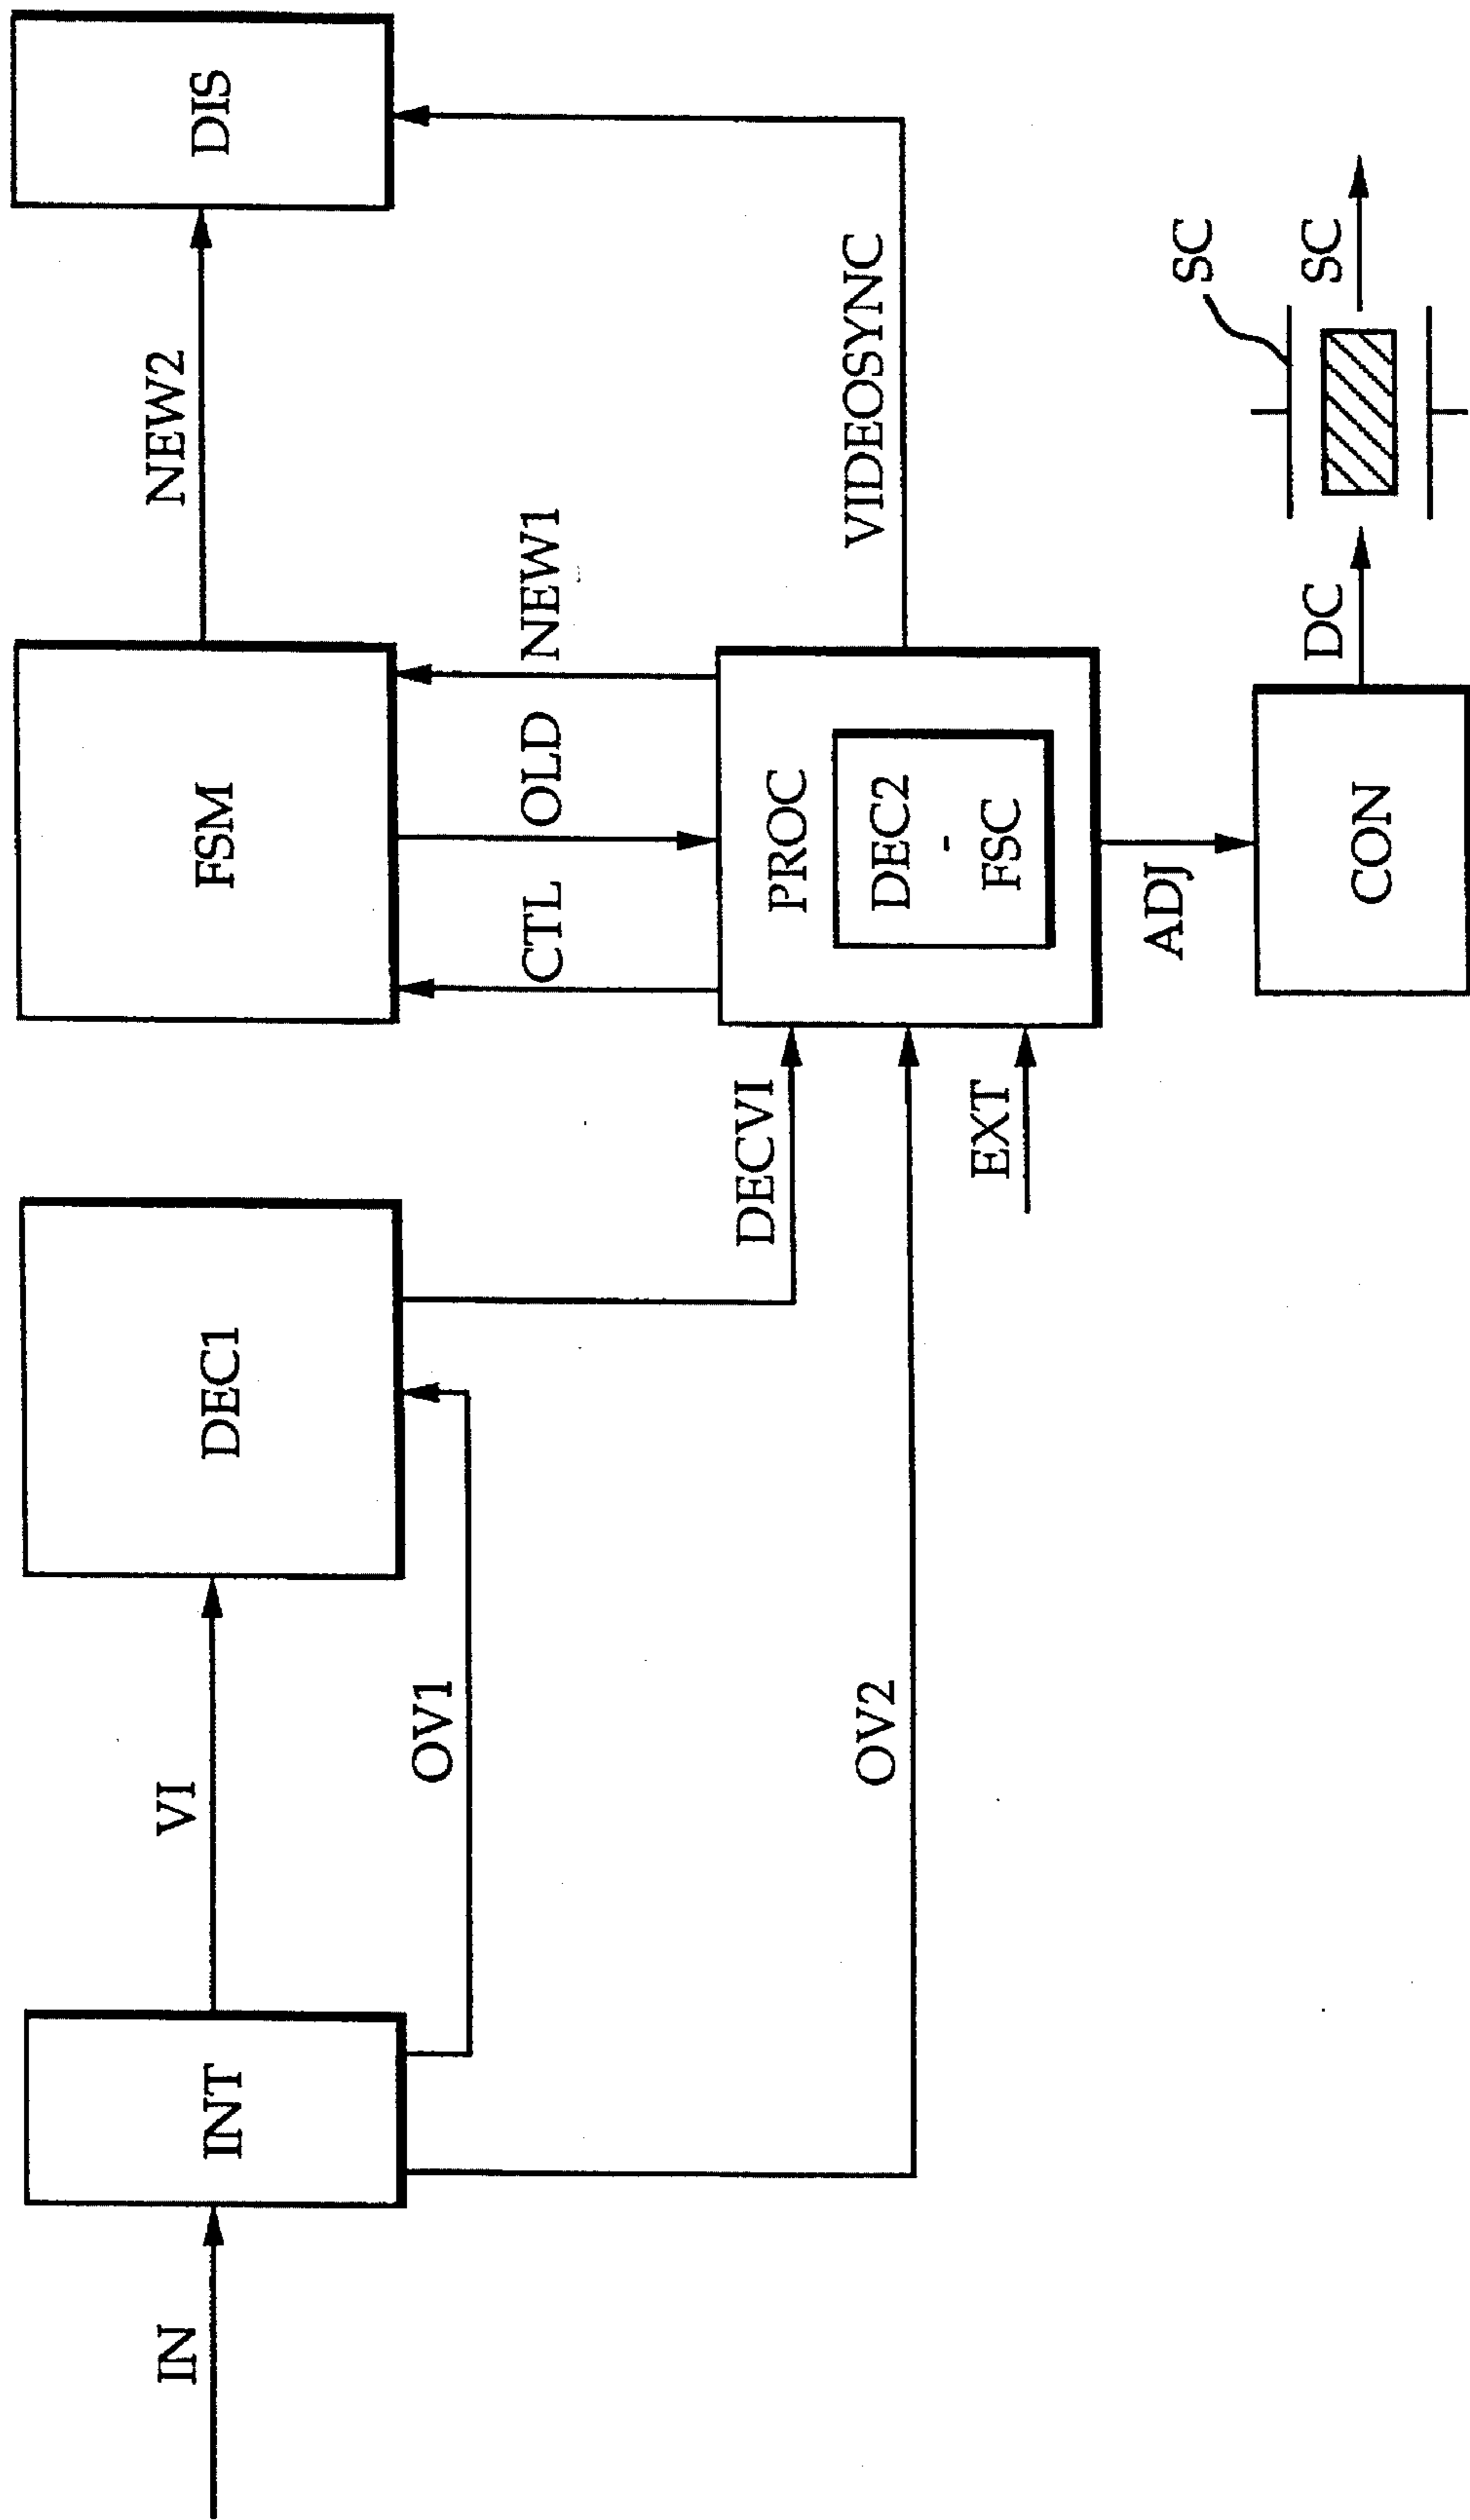 IN
INT
VI
OV1
OV2
DEC1
DECVI
EXT
FSM
CTL
OLD
NEW1
PROC
DEC2
-
FSC
NEW2
DIS
VIDEOSYNC
ADJ
CON
DC
SC
SC